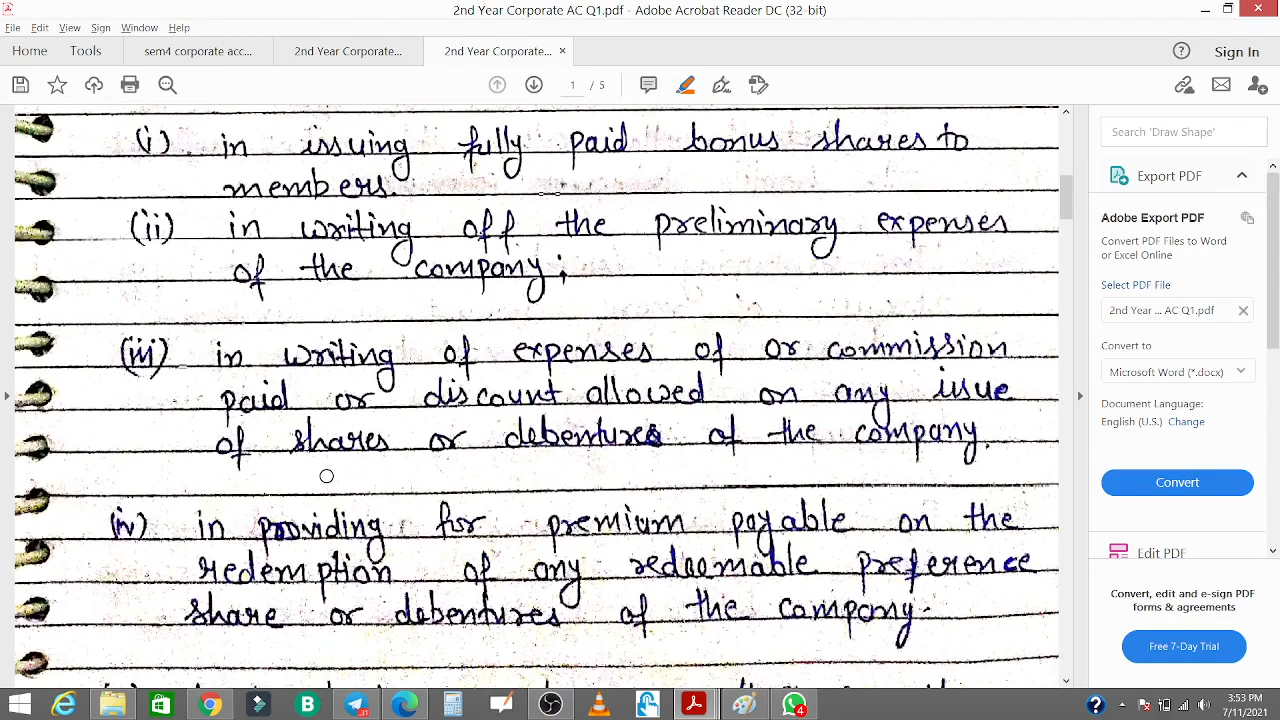 2nd Year Corporate AC Q1.pdf - Adobe Acrobat Reader DC (32-bit)
File Edit View Sign Window Help
Home Tools sem4 corporate acc... 2nd Year Corporate... 2nd Year Corporate... × Sign In
1 / 5
(i) in issuing fully paid bonus shares to
members.
(ii) in writing off the preliminary expenses
of the company;
(iii) in writing of expenses of or commission
paid or discount allowed on any isue
of shares or debentures of the company.
(iv) in providing for premium payable on the
redemption of any redeemable preference
share or debentures of the company.
Search 'Draw Shape'
Export PDF
Adobe Export PDF
Convert PDF Files to Word
or Excel Online
Select PDF File
2nd Year ... AC Q1.pdf
Convert to
Microsoft Word (*.docx)
Document Language:
English (U.S.) Change
Convert
Edit PDF
Convert, edit and e-sign PDF
forms & agreements
Free 7-Day Trial
31
B
4
3:53 PM
7/11/2021